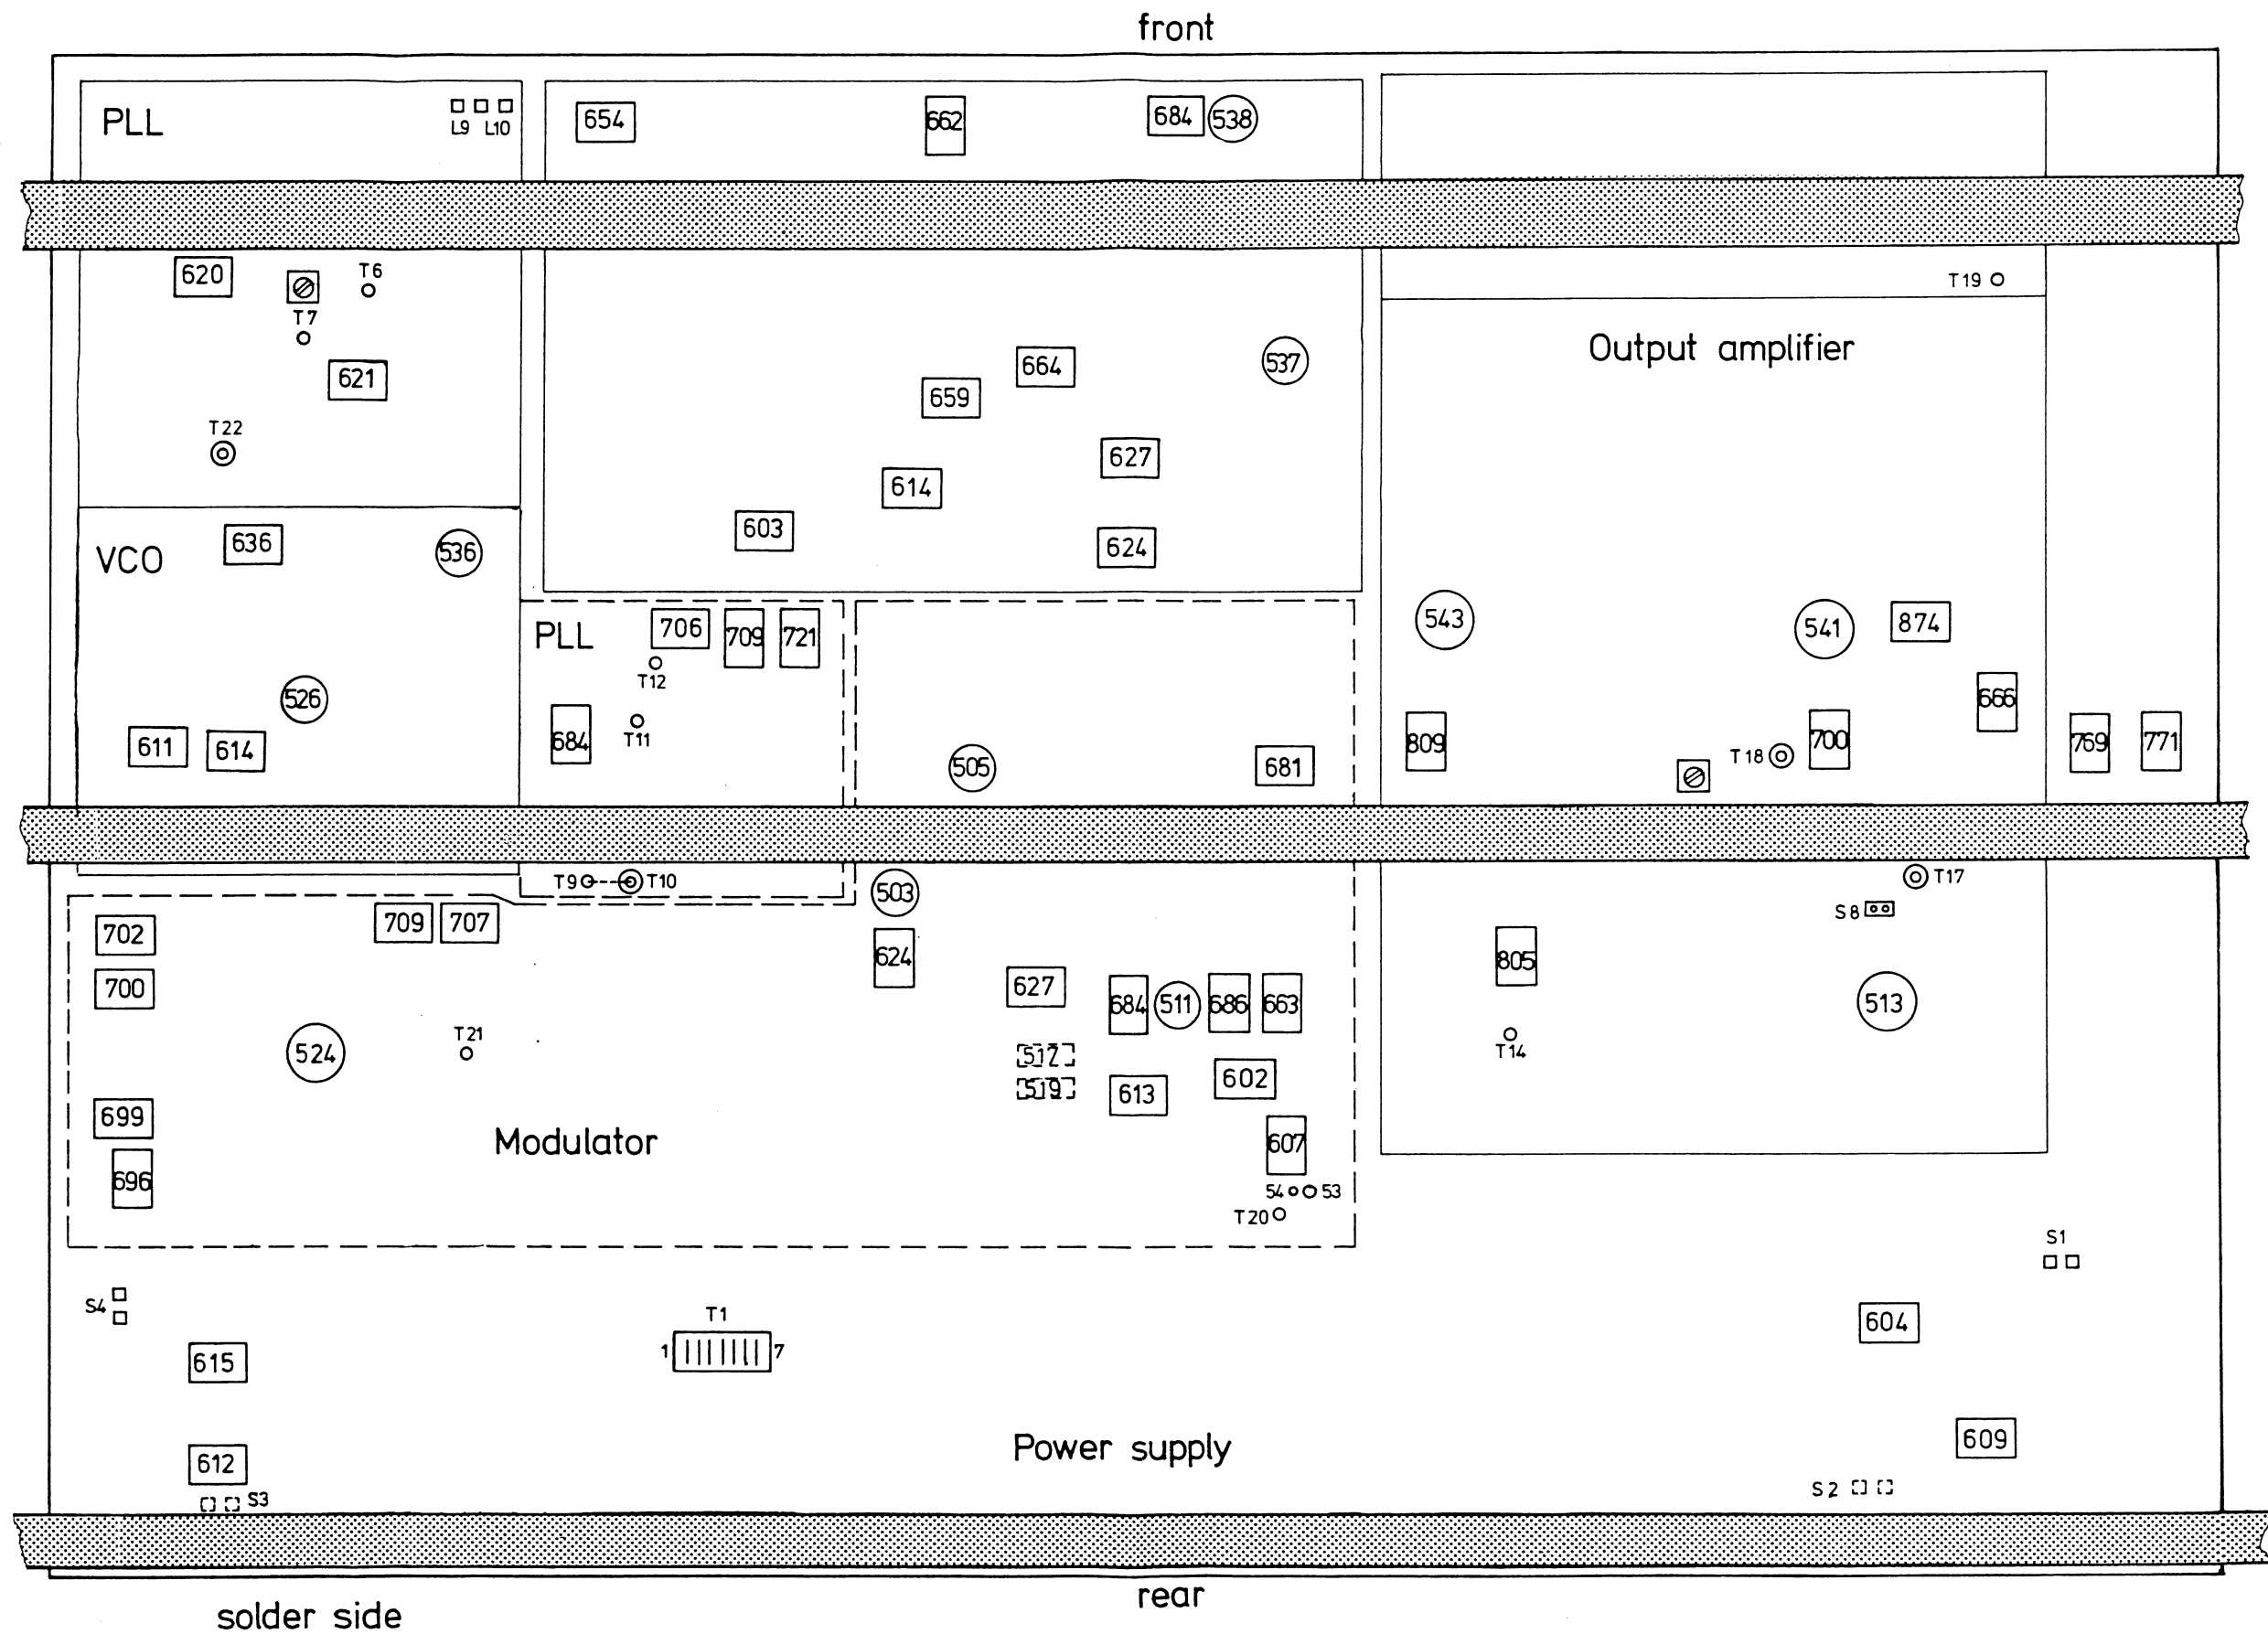 front
PLL
L9 L10
654
662
684
538
620
T6
T7
621
T22
T19
Output amplifier
664
537
659
627
614
603
624
VCO
636
536
526
611
614
PLL
706
709
721
T12
684
T11
505
681
543
541
874
666
809
T18
700
769
771
T9
T10
503
T17
S8
702
709
707
700
624
627
684
511
686
663
805
513
524
T21
T14
517
519
613
602
699
Modulator
607
696
54
53
T20
S1
S4
T1
604
615
1
7
609
Power supply
612
S3
S2
rear
solder side